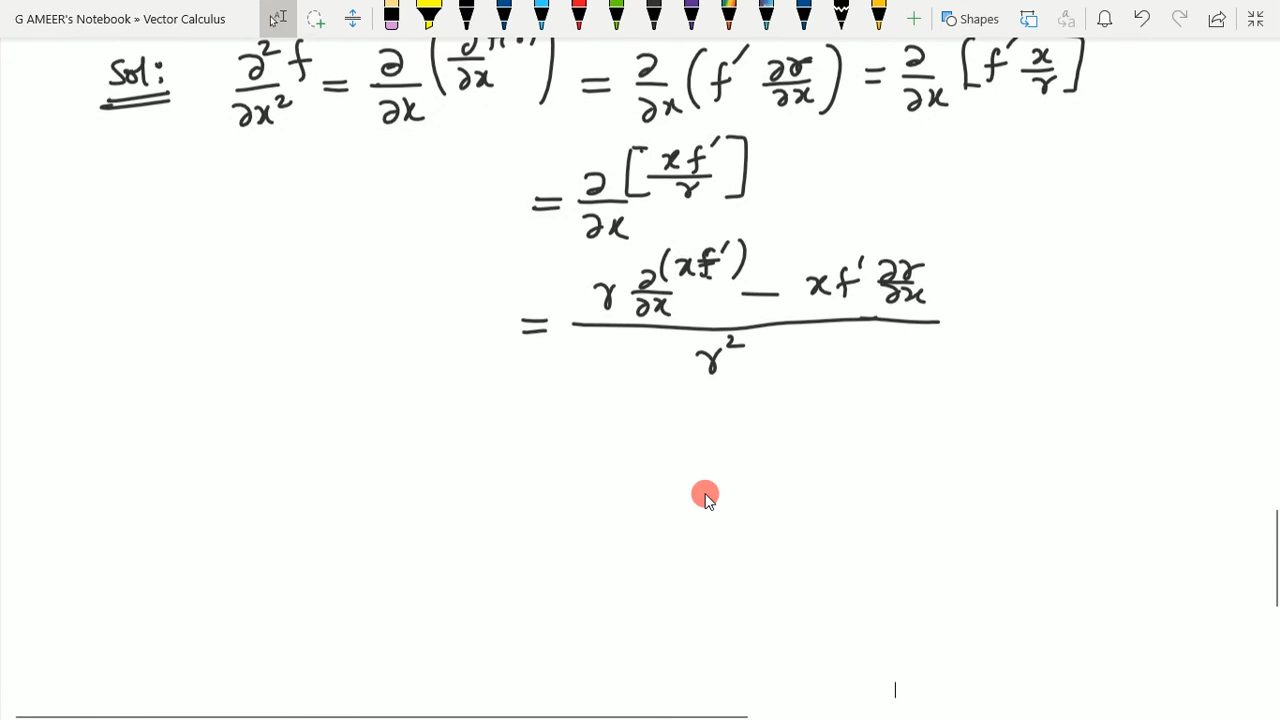 G AMEER's Notebook » Vector Calculus
Shapes
Sol: ∂²f/∂x² = ∂/∂x ( /∂x ) = ∂/∂x (f′ ∂r/∂x) = ∂/∂x [f′ x/r]
= ∂/∂x [xf′/r]
= (r ∂/∂x (xf′) − xf′ ∂r/∂x) / r²